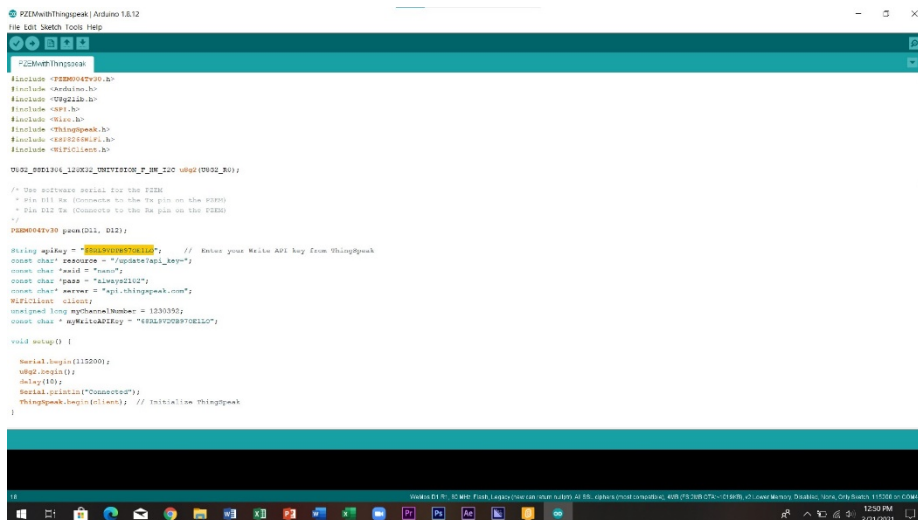 PZEMwithThingspeak | Arduino 1.8.12
File Edit Sketch Tools Help
PZEMwithThingspeak
#include <PZEM004Tv30.h>
#include <Arduino.h>
#include <U8g2lib.h>
#include <SPI.h>
#include <Wire.h>
#include <ThingSpeak.h>
#include <ESP8266WiFi.h>
#include <WiFiClient.h>
U8G2_SSD1306_128X32_UNIVISION_F_HW_I2C u8g2(U8G2_R0);
/* Use software serial for the PZEM
* Pin D11 Rx (Connects to the Tx pin on the PZEM)
* Pin D12 Tx (Connects to the Rx pin on the PZEM)
*/
PZEM004Tv30 pzem(D11, D12);
String apiKey = " "; // Enter your Write API key from ThingSpeak
const char* resource = "/update?api_key=";
const char *ssid = "nano";
const char *pass = "always2102";
const char* server = "api.thingspeak.com";
WiFiClient client;
unsigned long myChannelNumber = 1230392;
const char * myWriteAPIKey =
void setup() {
Serial.begin(115200);
u8g2.begin();
delay(10);
Serial.println("Connected");
ThingSpeak.begin(client); // Initialize ThingSpeak
}
18
12:50 PM
3/21/2021